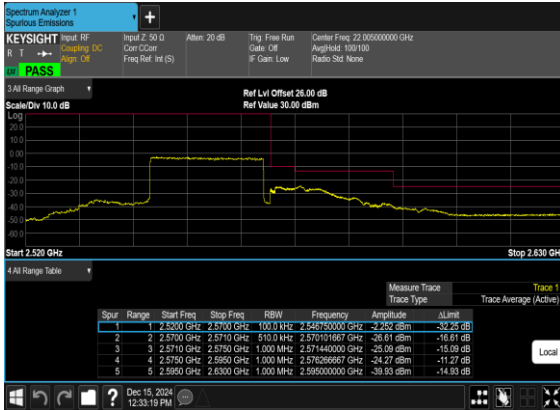 Spectrum Analyzer 1
Spurious Emissions
+
KEYSIGHT Input: RF Input Z: 50 Ω Atten: 20 dB Trig: Free Run Center Freq: 22.005000000 GHz
R T Coupling: DC Corr CCorr Gate: Off Avg|Hold: 100/100
Align: Off Freq Ref: Int (S) IF Gain: Low Radio Std: None
PASS
3 All Range Graph
Ref Lvl Offset 26.00 dB
Scale/Div 10.0 dB Ref Value 30.00 dBm
Log
20.0
10.0
0.00
-10.0
-20.0
-30.0
-40.0
-50.0
-60.0
Start 2.520 GHz Stop 2.630 GH
4 All Range Table
Measure Trace Trace 1
Trace Type Trace Average (Active)
Spur Range Start Freq Stop Freq RBW Frequency Amplitude ΔLimit
1 1 2.5200 GHz 2.5700 GHz 100.0 kHz 2.546750000 GHz -2.252 dBm -32.25 dB
2 2 2.5700 GHz 2.5710 GHz 510.0 kHz 2.570101667 GHz -26.61 dBm -16.61 dB
3 3 2.5710 GHz 2.5750 GHz 1.000 MHz 2.571440000 GHz -25.09 dBm -15.09 dB
4 4 2.5750 GHz 2.5950 GHz 1.000 MHz 2.576266667 GHz -24.27 dBm -11.27 dB
5 5 2.5950 GHz 2.6300 GHz 1.000 MHz 2.595000000 GHz -39.93 dBm -14.93 dB
Local
? Dec 15, 2024
12:33:19 PM